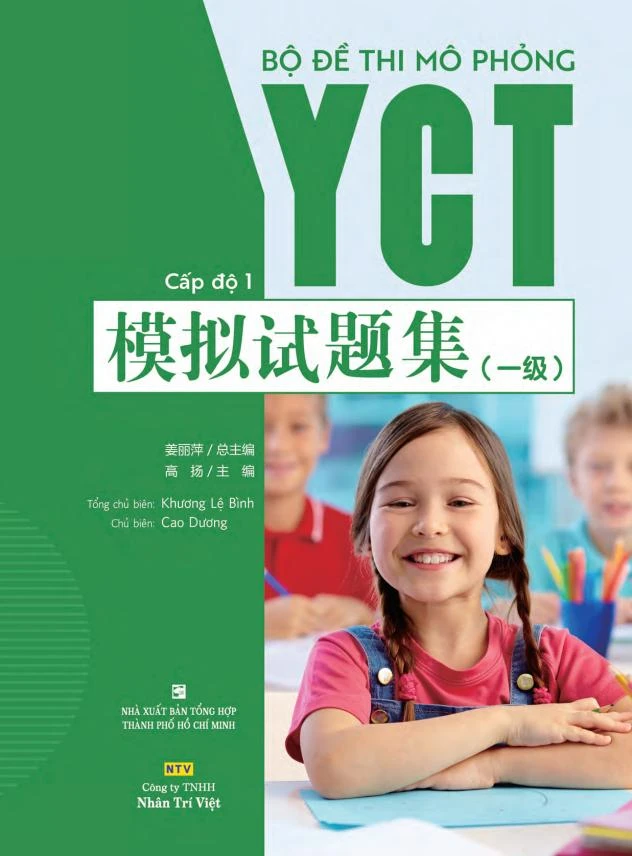 BỘ ĐỀ THI MÔ PHỎNG
YCT
Cấp độ 1
模拟试题集（一级）
姜丽萍/总主编
高 扬/主 编
Tổng chủ biên: Khương Lệ Bình
Chủ biên: Cao Dương
NHÀ XUẤT BẢN TỔNG HỢP
THÀNH PHỐ HỒ CHÍ MINH
NTV
Công ty TNHH
Nhân Trí Việt